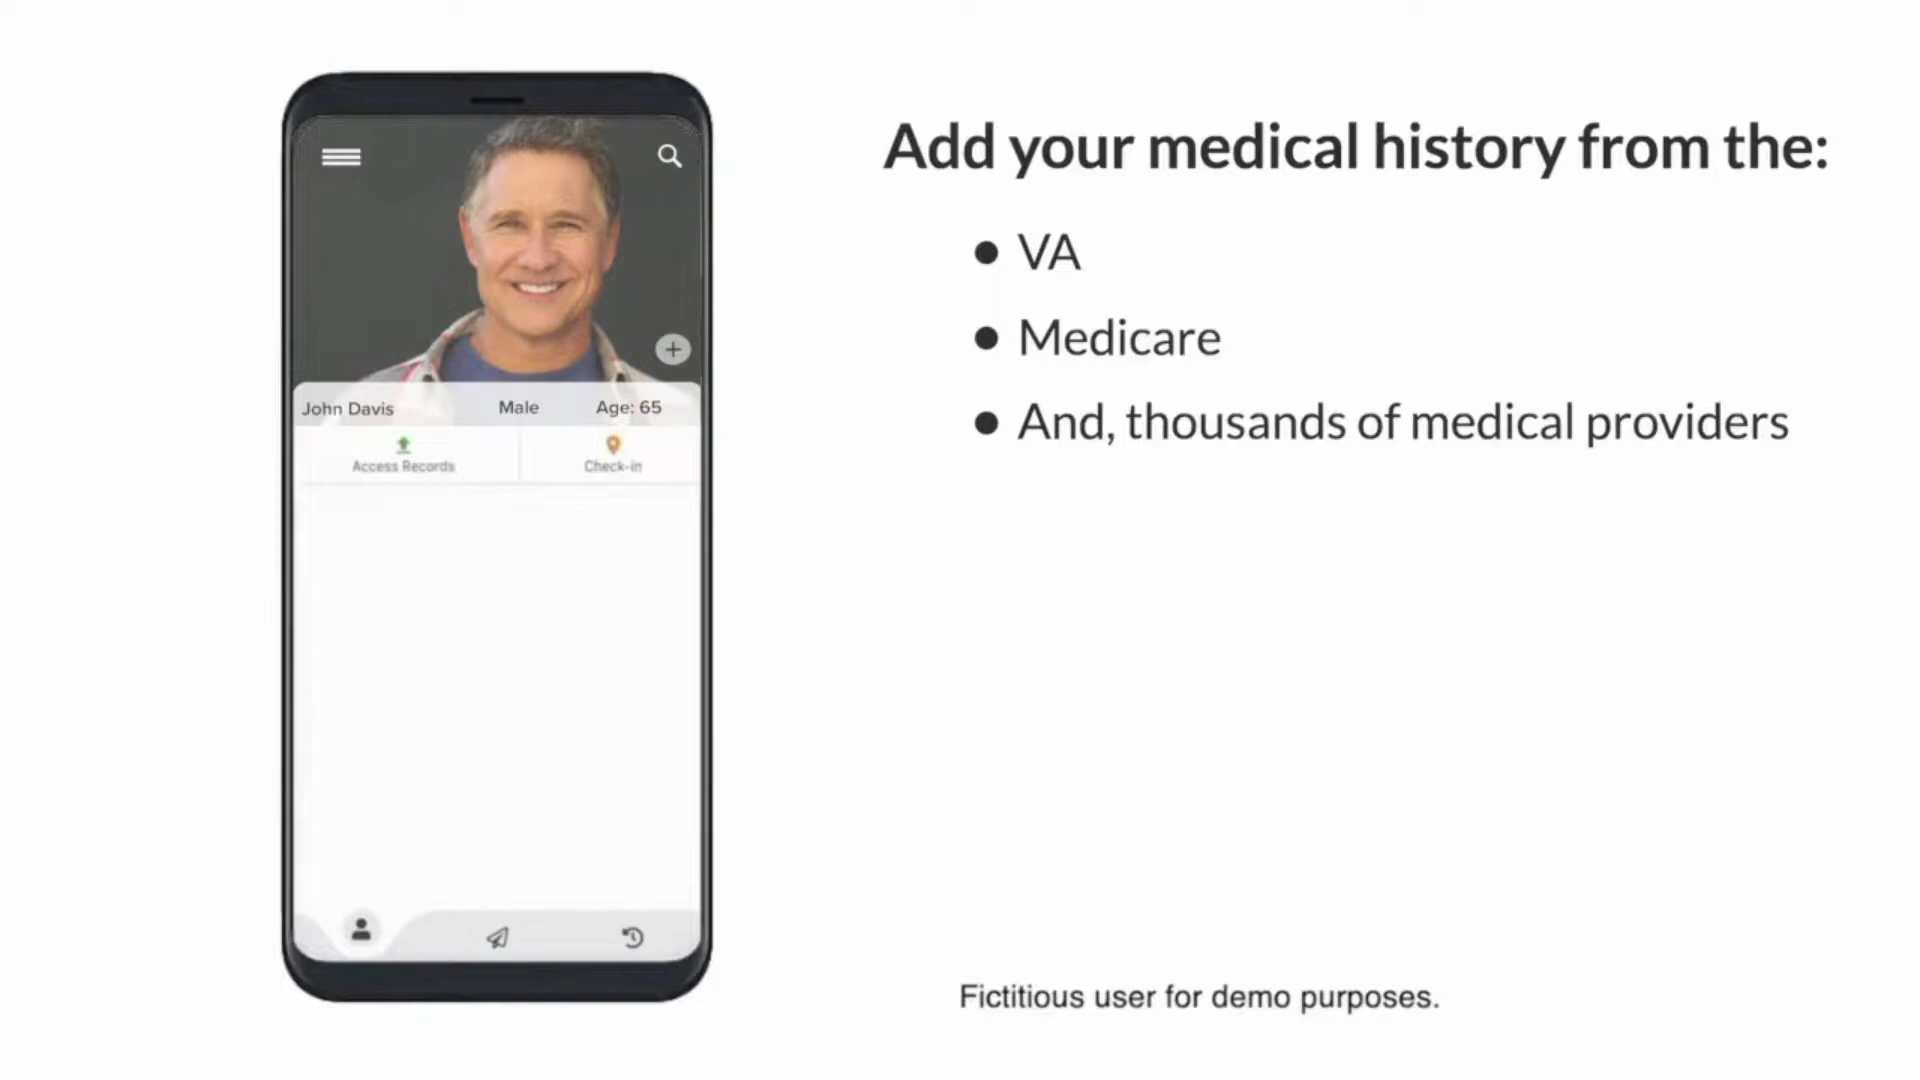 Add your medical history from the:
● VA
● Medicare
● And, thousands of medical providers
John Davis Male Age: 65
Access Records Check-in
Fictitious user for demo purposes.